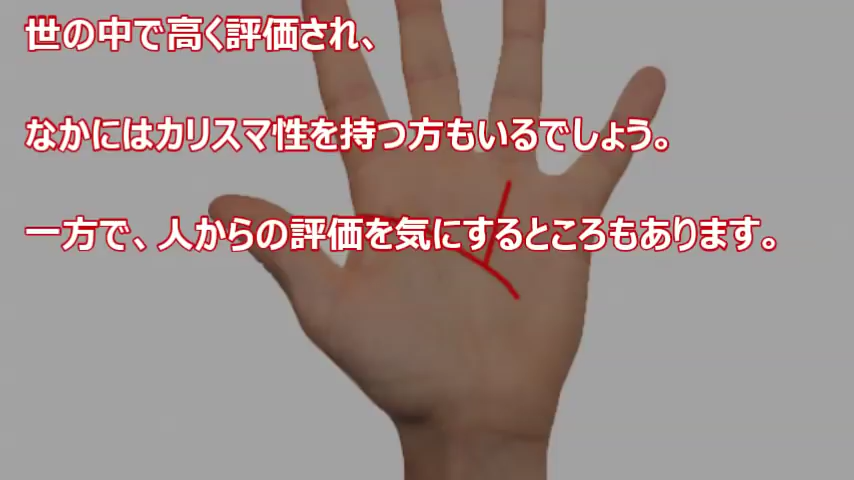 世の中で高く評価され、
なかにはカリスマ性を持つ方もいるでしょう。
一方で、人からの評価を気にするところもあります。